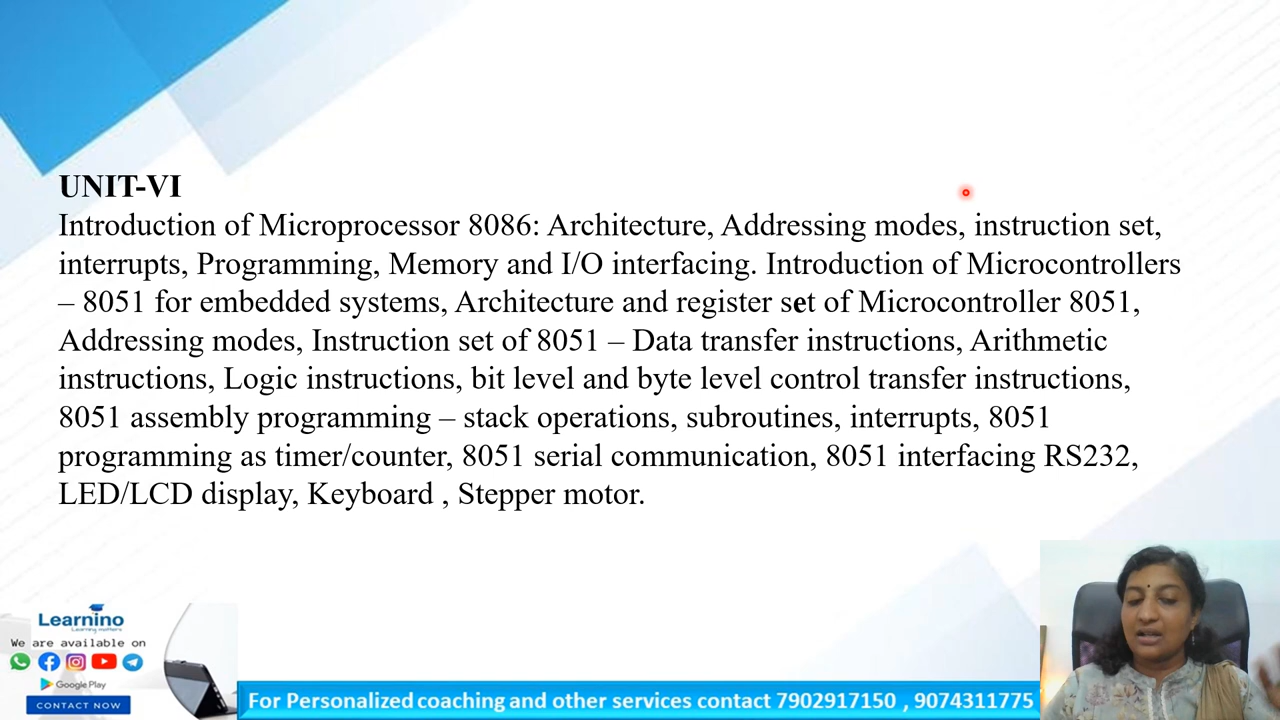 UNIT-VI
Introduction of Microprocessor 8086: Architecture, Addressing modes, instruction set,
interrupts, Programming, Memory and I/O interfacing. Introduction of Microcontrollers
– 8051 for embedded systems, Architecture and register set of Microcontroller 8051,
Addressing modes, Instruction set of 8051 – Data transfer instructions, Arithmetic
instructions, Logic instructions, bit level and byte level control transfer instructions,
8051 assembly programming – stack operations, subroutines, interrupts, 8051
programming as timer/counter, 8051 serial communication, 8051 interfacing RS232,
LED/LCD display, Keyboard , Stepper motor.
Learnino
Learning matters
We are available on
Google Play
CONTACT NOW
For Personalized coaching and other services contact 7902917150 , 9074311775